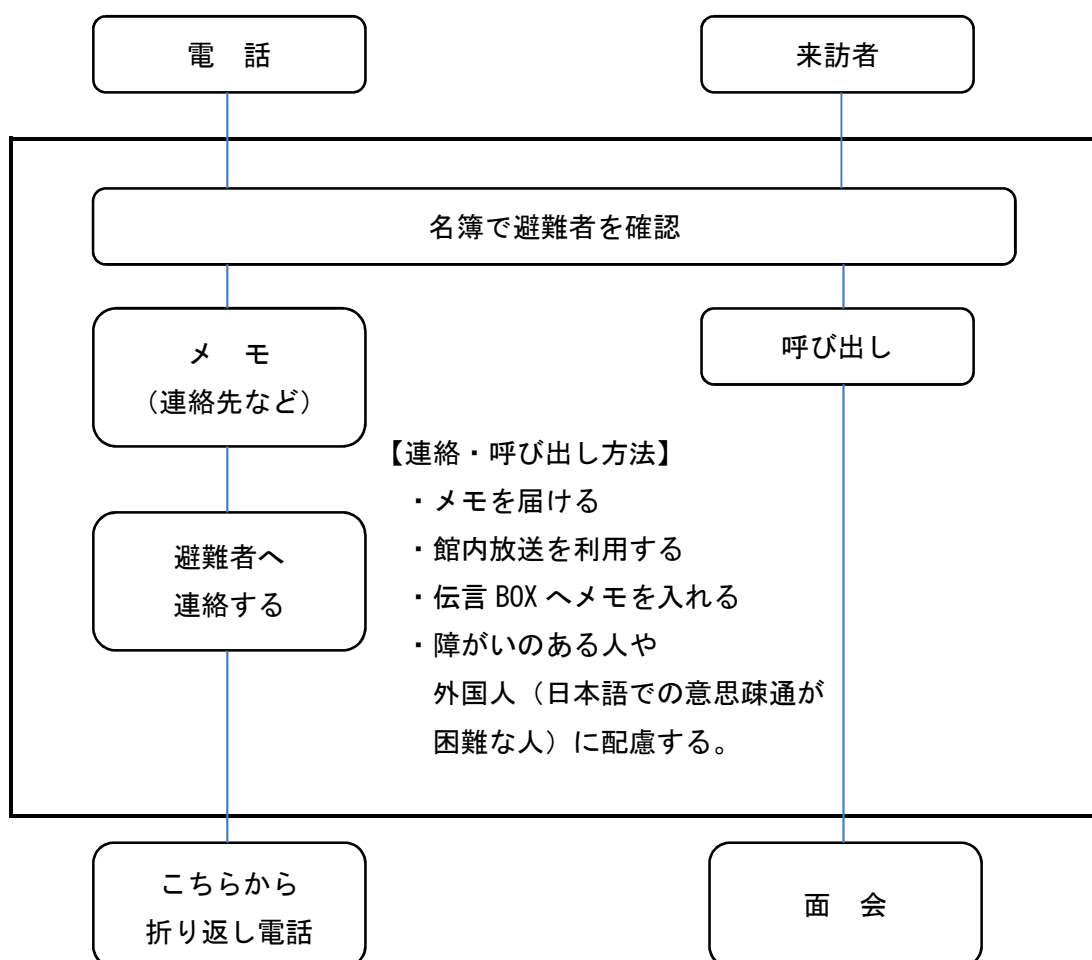 電　話
来訪者
名簿で避難者を確認
メ　モ
（連絡先など）
呼び出し
【連絡・呼び出し方法】
・メモを届ける
・館内放送を利用する
・伝言 BOX へメモを入れる
・障がいのある人や
外国人（日本語での意思疎通が
困難な人）に配慮する。
避難者へ
連絡する
こちらから
折り返し電話
面　会